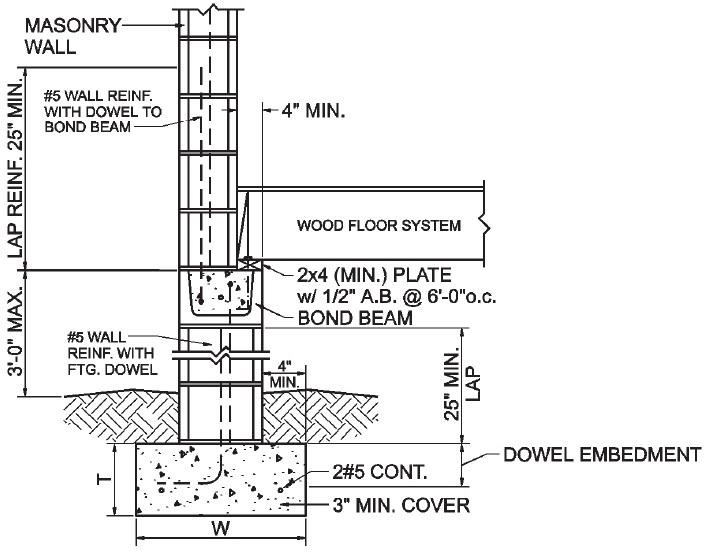 MASONRY
WALL
#5 WALL REINF.
WITH DOWEL TO
BOND BEAM
4" MIN.
LAP REINF. 25" MIN.
WOOD FLOOR SYSTEM
2x4 (MIN.) PLATE
w/ 1/2" A.B. @ 6'-0"o.c.
BOND BEAM
3'-0" MAX.
#5 WALL
REINF. WITH
FTG. DOWEL
4"
MIN.
25" MIN.
LAP
DOWEL EMBEDMENT
2#5 CONT.
3" MIN. COVER
T
W